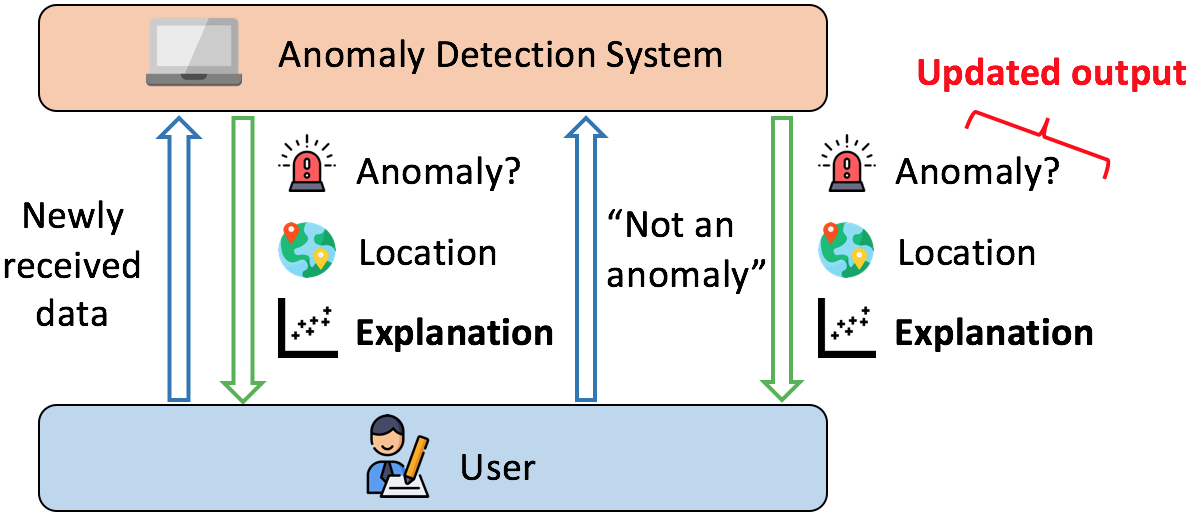 Anomaly Detection System
Updated output
Newly
received
data
Anomaly?
Location
Explanation
“Not an
anomaly”
Anomaly?
Location
Explanation
User